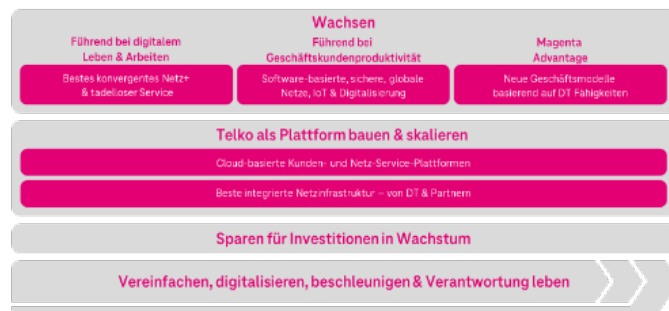 Wachsen
Führend bei digitalem
Leben & Arbeiten
Bestes konvergentes Netz+
& tadelloser Service
Führend bei
Geschäftskundenproduktivität
Software-basierte, sichere, globale
Netze, IoT & Digitalisierung
Magenta
Advantage
Neue Geschäftsmodelle
basierend auf DT Fähigkeiten
Telko als Plattform bauen & skalieren
Cloud-basierte Kunden- und Netz-Service-Plattformen
Beste integrierte Netzinfrastruktur – von DT & Partnern
Sparen für Investitionen in Wachstum
Vereinfachen, digitalisieren, beschleunigen & Verantwortung leben